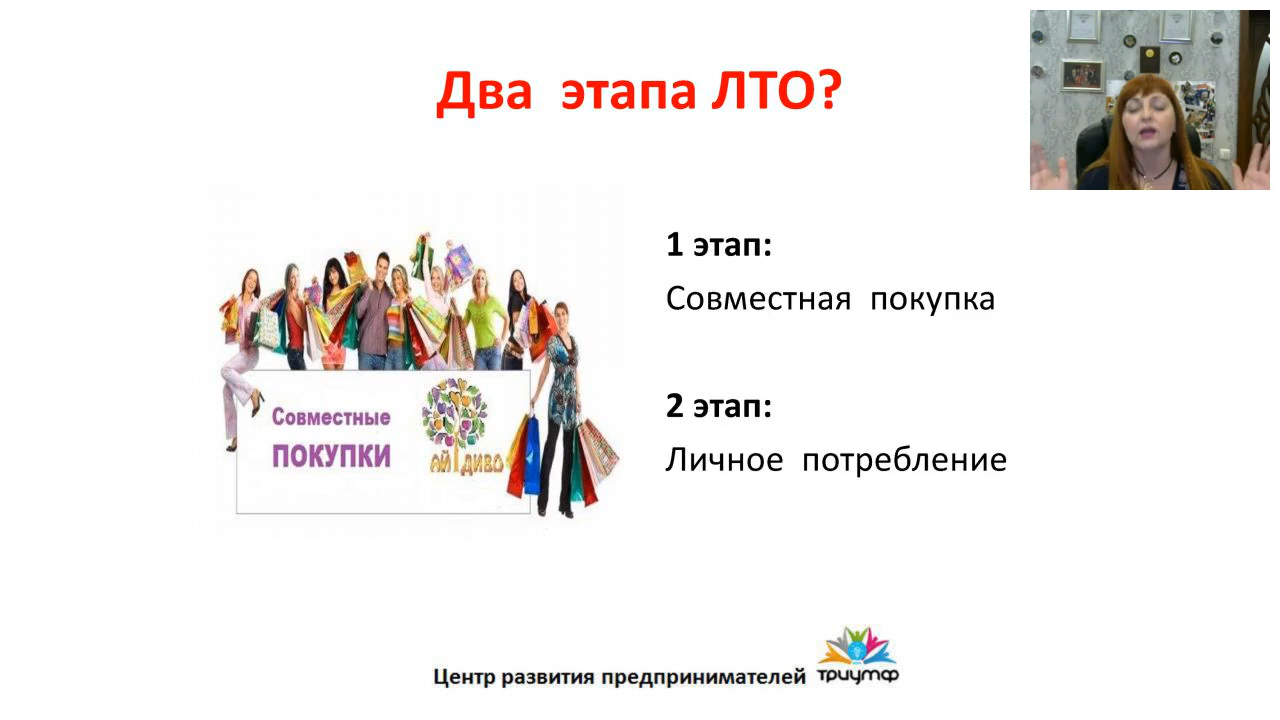 Два этапа ЛТО?
1 этап:
Совместная покупка
2 этап:
Личное потребление
Совместные
ПОКУПКИ
АЙ ДИВО
Центр развития предпринимателей
триумф